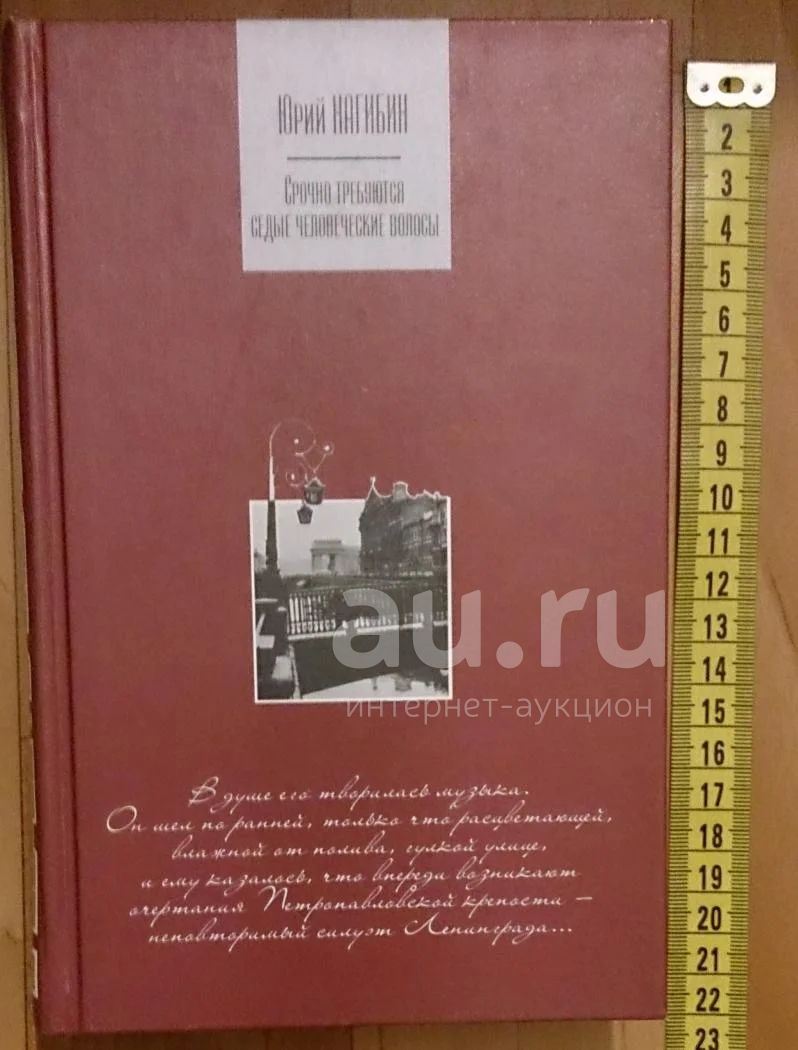 Юрий НАГИБИН
Срочно требуются
седые человеческие волосы
au.ru
интернет-аукцион
В душе его творилась музыка.
Он шел по ранней, только что расцветающей,
влажной от полива, гулкой улице,
и ему казалось, что впереди возникают
очертания Петропавловской крепости —
неповторимый силуэт Ленинграда...
1
2
3
4
5
6
7
8
9
10
11
12
13
14
15
16
17
18
19
20
21
22
23